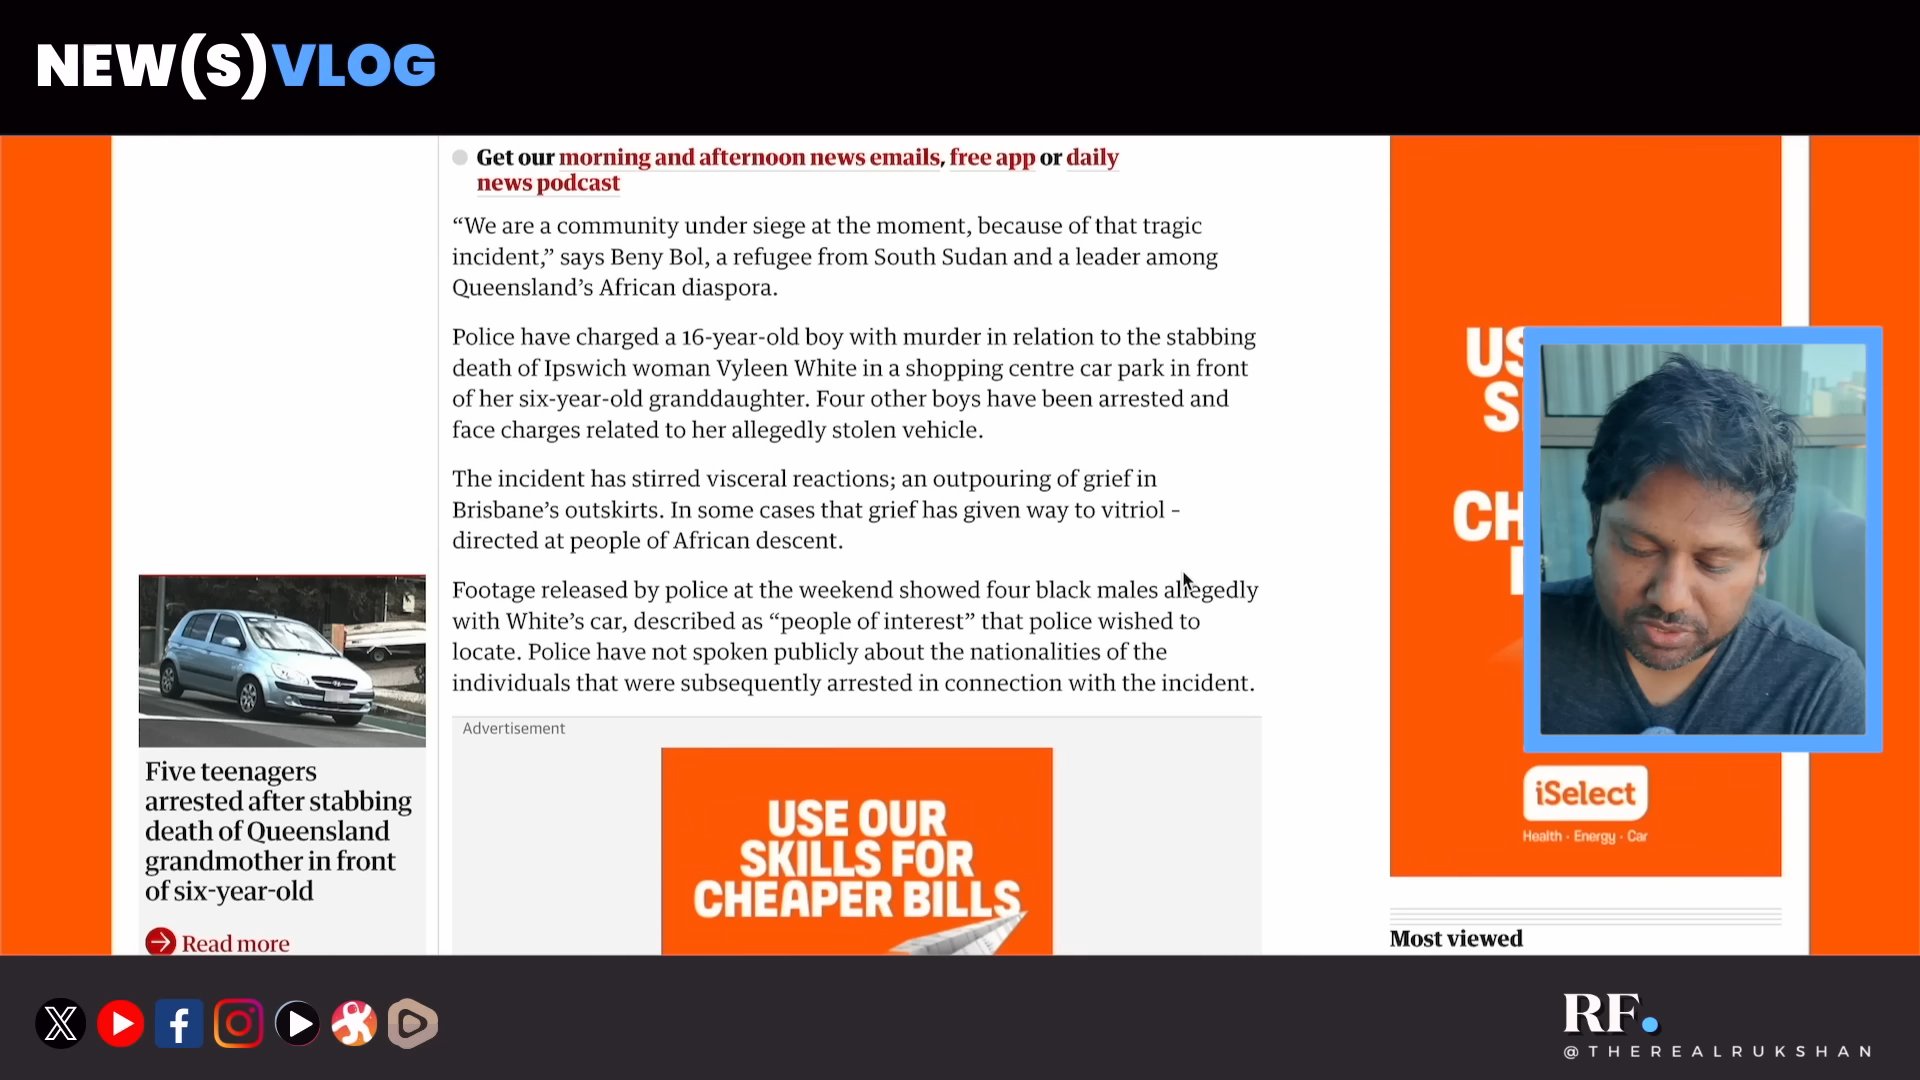 NEW(S)VLOG
Get our morning and afternoon news emails, free app or daily
news podcast
“We are a community under siege at the moment, because of that tragic
incident,” says Beny Bol, a refugee from South Sudan and a leader among
Queensland’s African diaspora.
Police have charged a 16-year-old boy with murder in relation to the stabbing
death of Ipswich woman Vyleen White in a shopping centre car park in front
of her six-year-old granddaughter. Four other boys have been arrested and
face charges related to her allegedly stolen vehicle.
The incident has stirred visceral reactions; an outpouring of grief in
Brisbane’s outskirts. In some cases that grief has given way to vitriol –
directed at people of African descent.
Footage released by police at the weekend showed four black males allegedly
with White’s car, described as “people of interest” that police wished to
locate. Police have not spoken publicly about the nationalities of the
individuals that were subsequently arrested in connection with the incident.
Five teenagers
arrested after stabbing
death of Queensland
grandmother in front
of six-year-old
Read more
Advertisement
USE OUR
SKILLS FOR
CHEAPER BILLS
US
S
CH
iSelect
Health · Energy · Car
Most viewed
RF.
@THEREALRUKSHAN